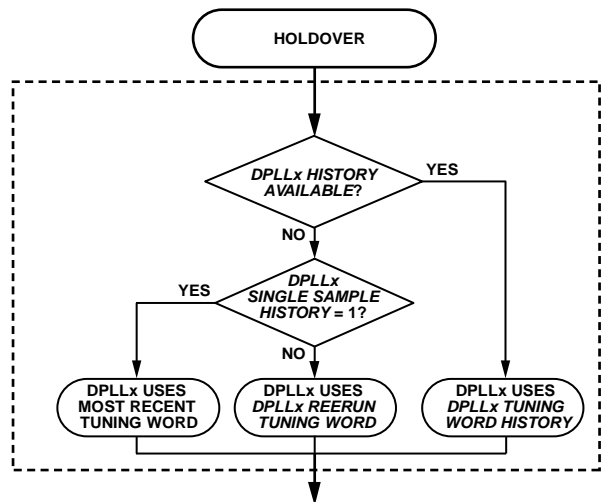 HOLDOVER
DPLLx HISTORY
AVAILABLE?
YES
NO
DPLLx
SINGLE SAMPLE
HISTORY = 1?
YES
NO
DPLLx USES
MOST RECENT
TUNING WORD
DPLLx USES
DPLLx REERUN
TUNING WORD
DPLLx USES
DPLLx TUNING
WORD HISTORY